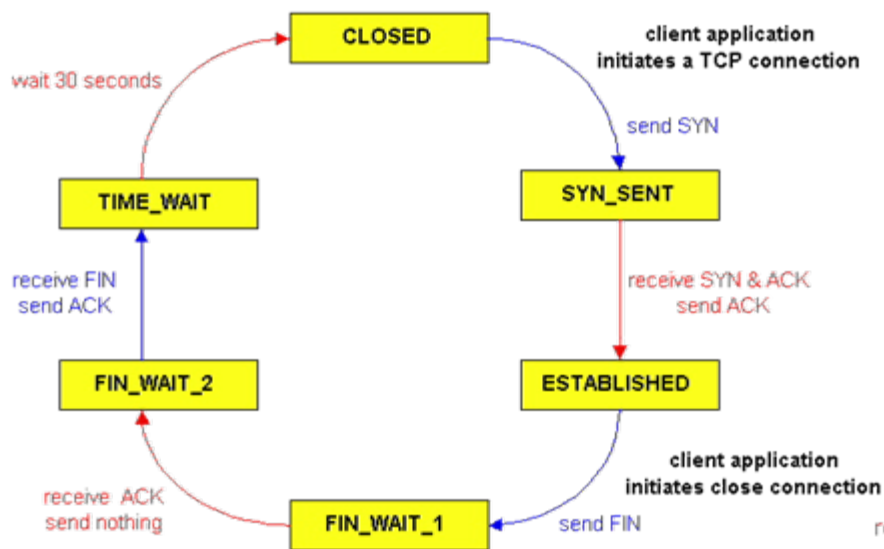 CLOSED
client application
initiates a TCP connection
wait 30 seconds
send SYN
TIME_WAIT
SYN_SENT
receive FIN
send ACK
receive SYN & ACK
send ACK
FIN_WAIT_2
ESTABLISHED
client application
initiates close connection
receive ACK
send nothing
FIN_WAIT_1
send FIN